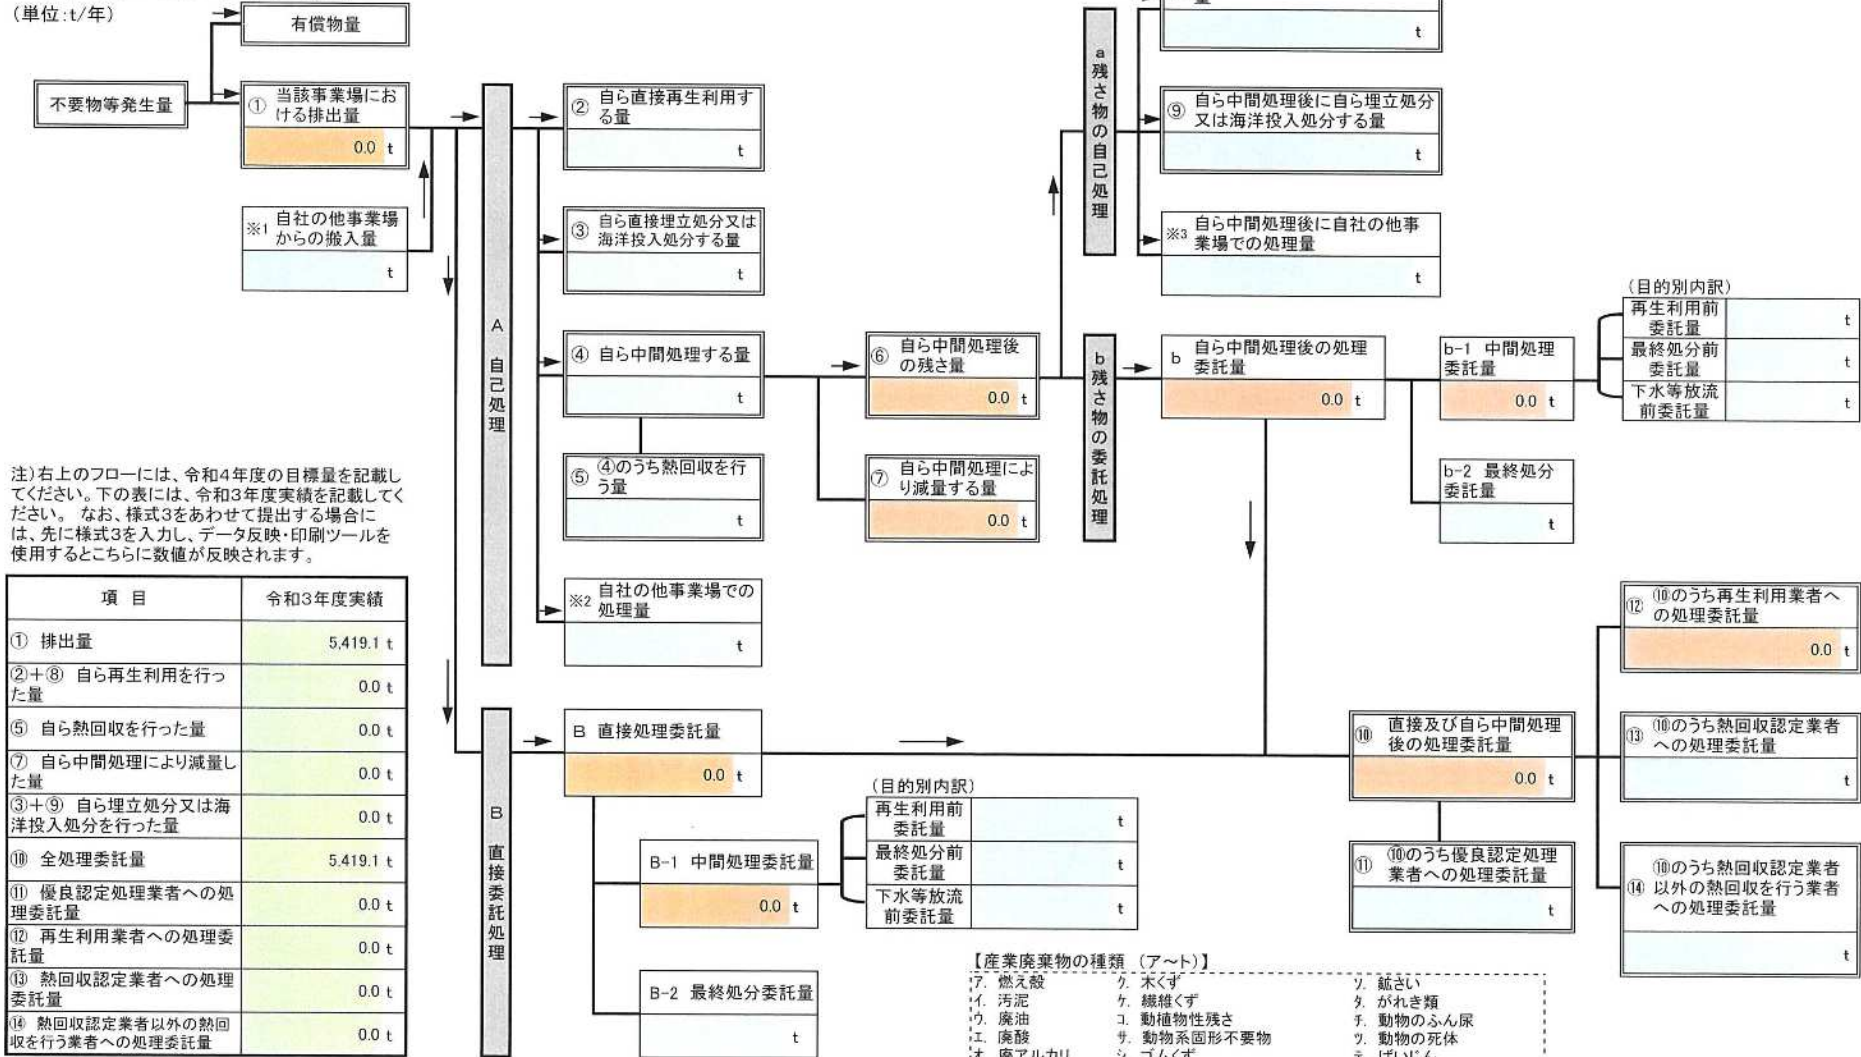 (単位:t/年)
有償物量
t
不要物等発生量
① 当該事業場にお
ける排出量
0.0 t
※1 自社の他事業場
からの搬入量
t
A 自己処理
② 自ら直接再生利用す
る量
t
③ 自ら直接埋立処分又は
海洋投入処分する量
t
④ 自ら中間処理する量
t
⑤ ④のうち熱回収を行
う量
t
※2 自社の他事業場での
処理量
t
⑥ 自ら中間処理後
の残さ量
0.0 t
⑦ 自ら中間処理によ
り減量する量
0.0 t
a 残さ物の自己処理
量
t
⑨ 自ら中間処理後に自ら埋立処分
又は海洋投入処分する量
t
※3 自ら中間処理後に自社の他事
業場での処理量
t
b 残さ物の委託処理
b 自ら中間処理後の処理
委託量
0.0 t
b-1 中間処理
委託量
0.0 t
b-2 最終処分
委託量
t
(目的別内訳)
再生利用前
委託量 t
最終処分前
委託量 t
下水等放流
前委託量 t
注)右上のフローには、令和4年度の目標量を記載し
てください。下の表には、令和3年度実績を記載してく
ださい。 なお、様式3をあわせて提出する場合に
は、先に様式3を入力し、データ反映・印刷ツールを
使用するとこちらに数値が反映されます。
項 目 令和3年度実績
① 排出量 5,419.1 t
②+⑧ 自ら再生利用を行っ
た量 0.0 t
⑤ 自ら熱回収を行った量 0.0 t
⑦ 自ら中間処理により減量し
た量 0.0 t
③+⑨ 自ら埋立処分又は海
洋投入処分を行った量 0.0 t
⑩ 全処理委託量 5,419.1 t
⑪ 優良認定処理業者への処
理委託量 0.0 t
⑫ 再生利用業者への処理委
託量 0.0 t
⑬ 熱回収認定業者への処理
委託量 0.0 t
⑭ 熱回収認定業者以外の熱回
収を行う業者への処理委託量 0.0 t
B 直接委託処理
B 直接処理委託量
0.0 t
B-1 中間処理委託量
0.0 t
B-2 最終処分委託量
t
(目的別内訳)
再生利用前
委託量 t
最終処分前
委託量 t
下水等放流
前委託量 t
⑩ 直接及び自ら中間処理
後の処理委託量
0.0 t
⑪ ⑩のうち優良認定処理
業者への処理委託量
t
⑫ ⑩のうち再生利用業者へ
の処理委託量
0.0 t
⑬ ⑩のうち熱回収認定業者
への処理委託量
t
⑭ ⑩のうち熱回収認定業者
以外の熱回収を行う業者
への処理委託量
t
【産業廃棄物の種類 (ア~ト)】
ア. 燃え殻 ク. 木くず ソ. 鉱さい
イ. 汚泥 ケ. 繊維くず タ. がれき類
ウ. 廃油 コ. 動植物性残さ チ. 動物のふん尿
エ. 廃酸 サ. 動物系固形不要物 ツ. 動物の死体
オ. 廃アルカリ シ. ゴムくず テ. ばいじん